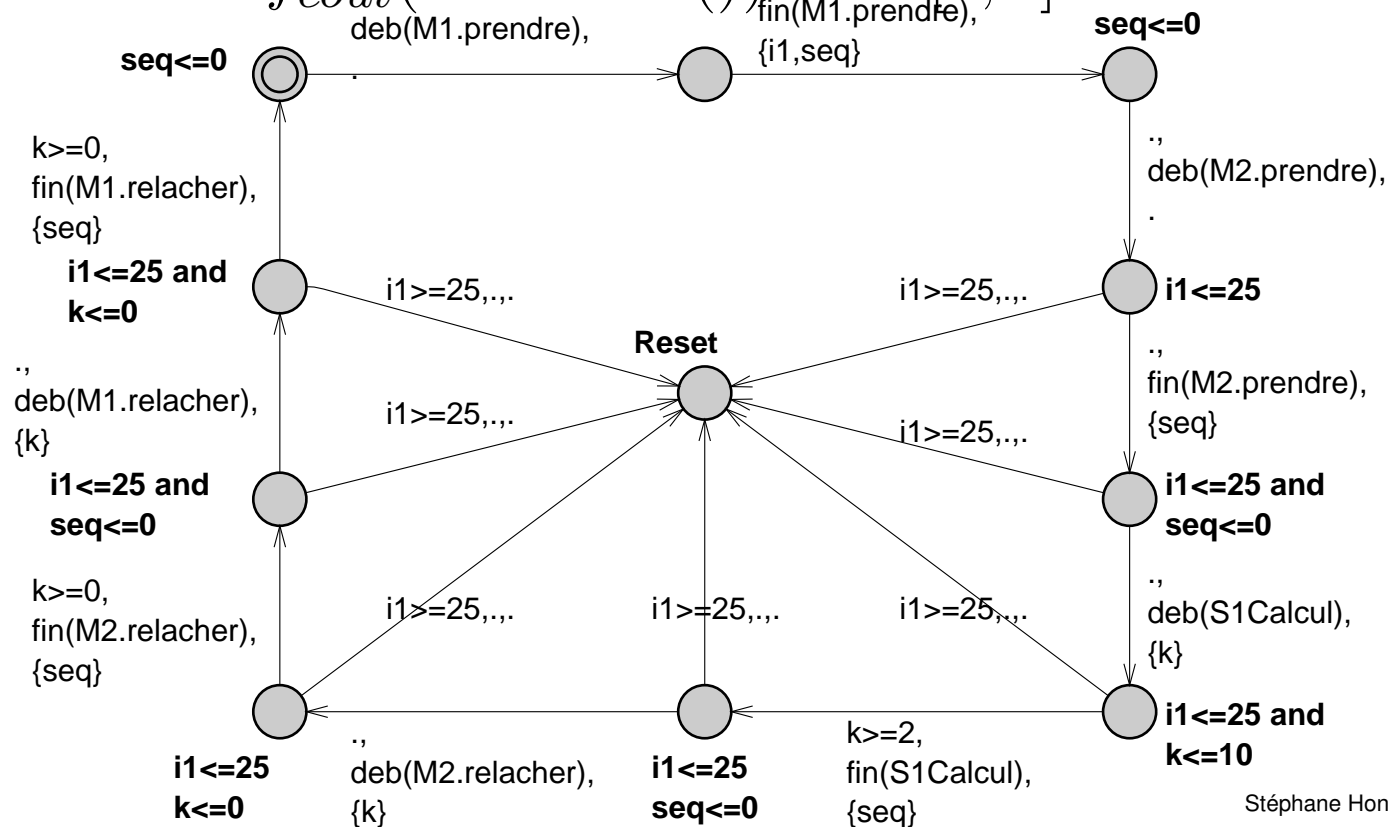 deb(M1.prendre),
.
fin(M1.prendre),
{i1,seq}
seq<=0
seq<=0
k>=0,
fin(M1.relacher),
{seq}
.,
deb(M2.prendre),
.
i1<=25 and
k<=0
i1>=25,.,.
i1>=25,.,.
i1<=25
Reset
.,
deb(M1.relacher),
{k}
i1>=25,.,.
i1>=25,.,.
.,
fin(M2.prendre),
{seq}
i1<=25 and
seq<=0
i1<=25 and
seq<=0
k>=0,
fin(M2.relacher),
{seq}
i1>=25,.,.
i1>=25,.,.
i1>=25,.,.
.,
deb(S1Calcul),
{k}
i1<=25
k<=0
.,
deb(M2.relacher),
{k}
i1<=25
seq<=0
k>=2,
fin(S1Calcul),
{seq}
i1<=25 and
k<=10
Stéphane Hon